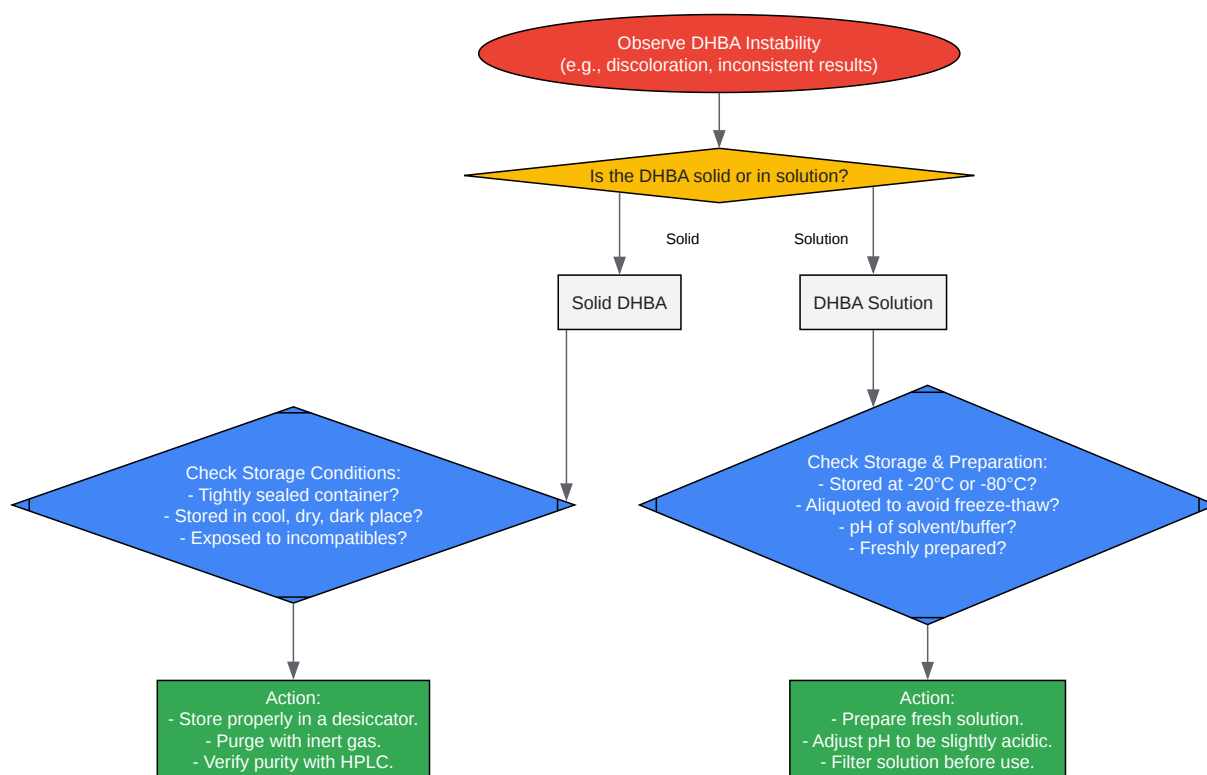 Observe DHBA Instability
(e.g., discoloration, inconsistent results)
Is the DHBA solid or in solution?
Solid
Solution
Solid DHBA
DHBA Solution
Check Storage Conditions:
- Tightly sealed container?
- Stored in cool, dry, dark place?
- Exposed to incompatibles?
Check Storage & Preparation:
- Stored at -20°C or -80°C?
- Aliquoted to avoid freeze-thaw?
- pH of solvent/buffer?
- Freshly prepared?
Action:
- Store properly in a desiccator.
- Purge with inert gas.
- Verify purity with HPLC.
Action:
- Prepare fresh solution.
- Adjust pH to be slightly acidic.
- Filter solution before use.